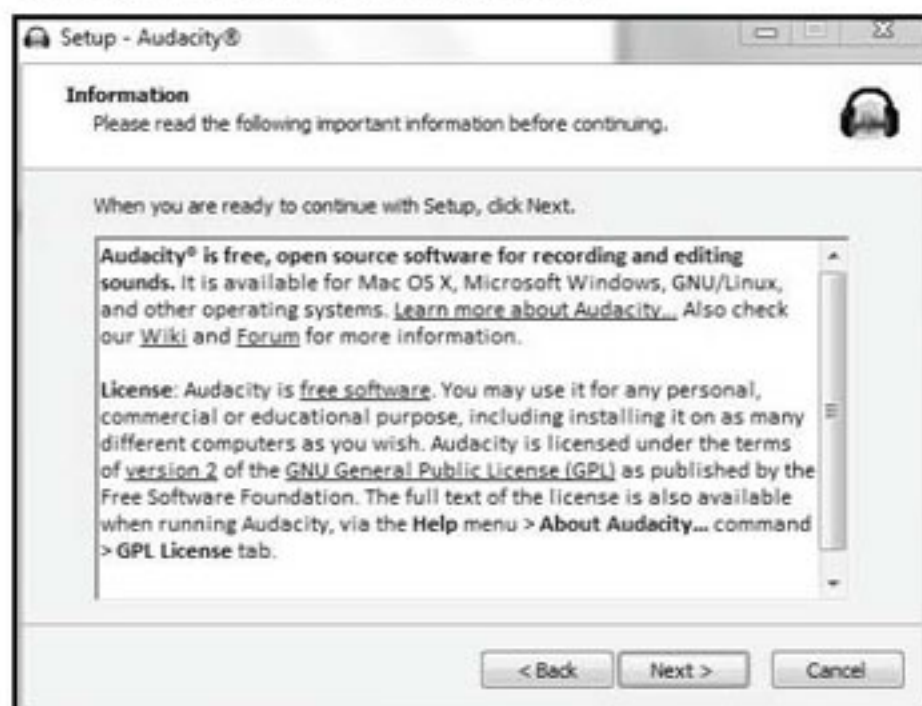 Setup - Audacity®
Information
Please read the following important information before continuing.
When you are ready to continue with Setup, click Next.
Audacity® is free, open source software for recording and editing
sounds. It is available for Mac OS X, Microsoft Windows, GNU/Linux,
and other operating systems. Learn more about Audacity... Also check
our Wiki and Forum for more information.
License: Audacity is free software. You may use it for any personal,
commercial or educational purpose, including installing it on as many
different computers as you wish. Audacity is licensed under the terms
of version 2 of the GNU General Public License (GPL) as published by the
Free Software Foundation. The full text of the license is also available
when running Audacity, via the Help menu > About Audacity... command
> GPL License tab.
< Back Next > Cancel